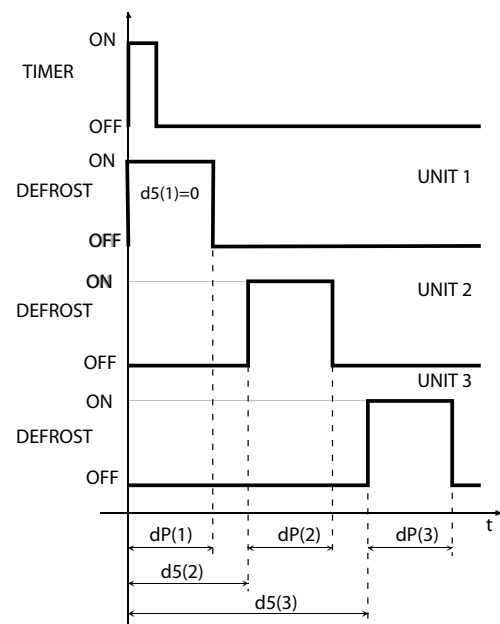 ON
TIMER
OFF
ON
UNIT 1
DEFROST
d5(1)=0
OFF
ON
UNIT 2
DEFROST
OFF
UNIT 3
ON
DEFROST
OFF
t
dP(1) dP(2) dP(3)
d5(2)
d5(3)